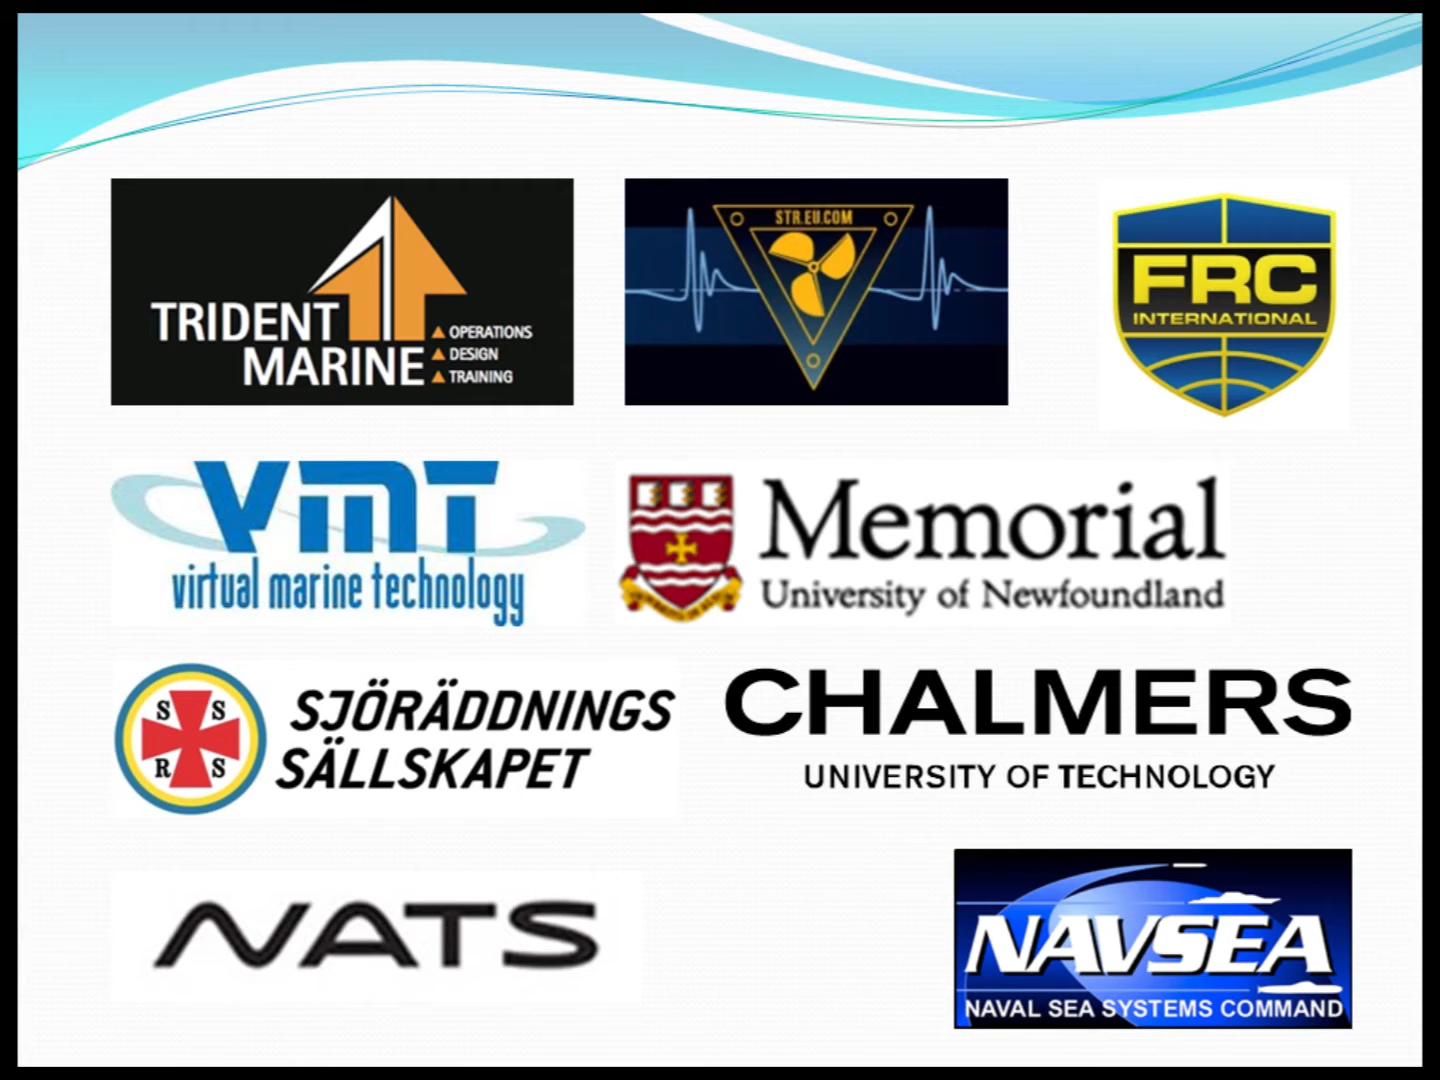 TRIDENT
MARINE
OPERATIONS
DESIGN
TRAINING
STR.EU.COM
FRC
INTERNATIONAL
VMT
virtual marine technology
Memorial
University of Newfoundland
S S
R S
SJÖRÄDDNINGS
SÄLLSKAPET
CHALMERS
UNIVERSITY OF TECHNOLOGY
NATS
NAVSEA
NAVAL SEA SYSTEMS COMMAND